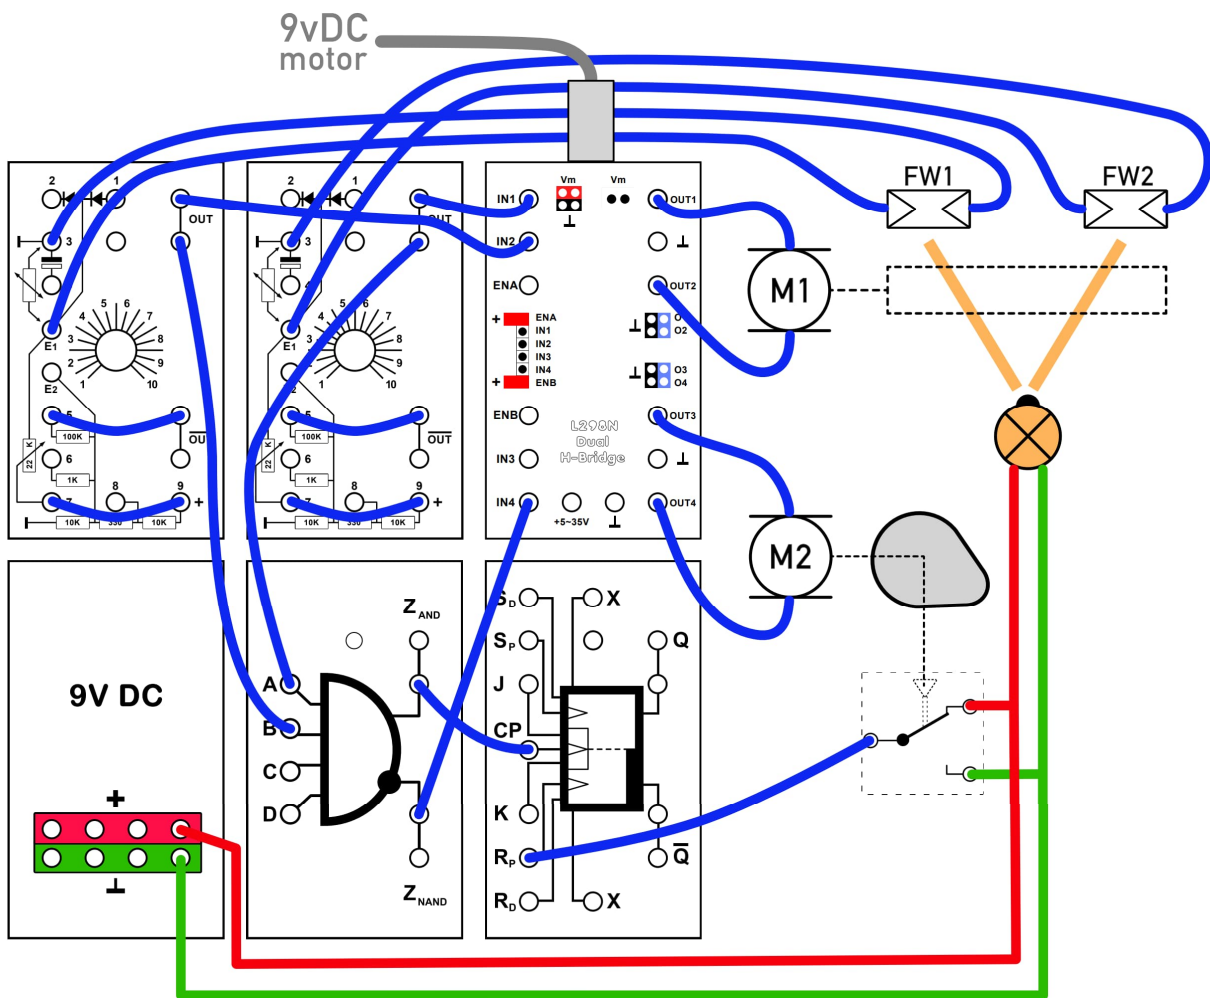 9vDC
motor
FW1
FW2
2
1
OUT
3
4
5
6
7
3
8
2
9
1
10
E1
E2
5
100K
OUT
22 K
6
1K
7
8
9
+
10K
330
10K
2
1
OUT
3
4
4
5
6
7
3
8
2
9
1
10
E1
2
5
100K
OUT
22 K
6
1K
7
8
9
+
10K
330
10K
Vm
Vm
IN1
OUT1
IN2
⊥
ENA
OUT2
+
ENA
IN1
IN2
IN3
IN4
+
ENB
⊥
O
O2
⊥
O3
O4
ENB
OUT3
L298N
Dual
H-Bridge
IN3
⊥
IN4
+5~35V
⊥
OUT4
M1
M2
9V DC
+
⊥
Z AND
A
B
C
D
Z NAND
S D
X
S P
Q
J
CP
K
R P
Q̅
R D
X